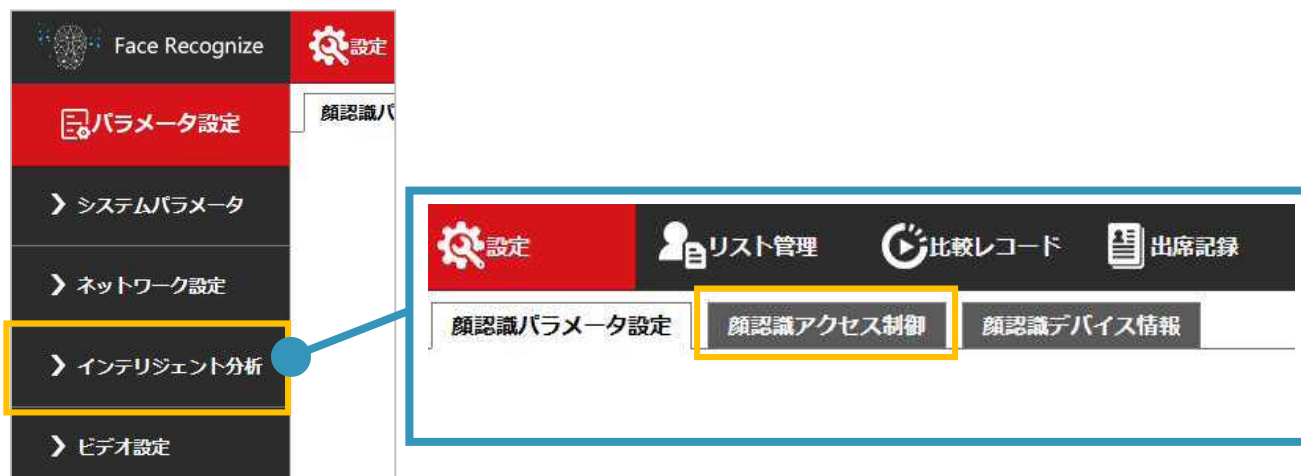 Face Recognize
設定
パラメータ設定
顔認識パ
システムパラメータ
ネットワーク設定
インテリジェント分析
ビデオ設定
設定
リスト管理
比較レコード
出席記録
顔認識パラメータ設定
顔認識アクセス制御
顔認識デバイス情報